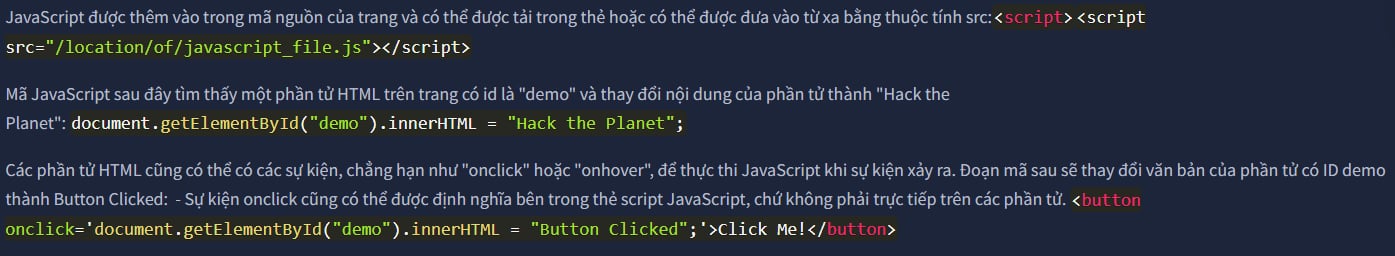 JavaScript được thêm vào trong mã nguồn của trang và có thể được tải trong thẻ hoặc có thể được đưa vào từ xa bằng thuộc tính src:<script><script
src="/location/of/javascript_file.js"></script>
Mã JavaScript sau đây tìm thấy một phần tử HTML trên trang có id là "demo" và thay đổi nội dung của phần tử thành "Hack the
Planet": document.getElementById("demo").innerHTML = "Hack the Planet";
Các phần tử HTML cũng có thể có các sự kiện, chẳng hạn như "onclick" hoặc "onhover", để thực thi JavaScript khi sự kiện xảy ra. Đoạn mã sau sẽ thay đổi văn bản của phần tử có ID demo
thành Button Clicked:  - Sự kiện onclick cũng có thể được định nghĩa bên trong thẻ script JavaScript, chứ không phải trực tiếp trên các phần tử. <button
onclick='document.getElementById("demo").innerHTML = "Button Clicked";'>Click Me!</button>